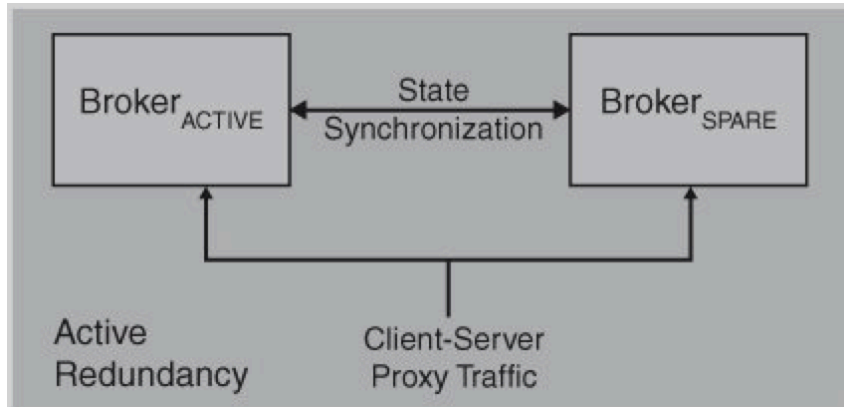 Broker ACTIVE
State
Synchronization
Broker SPARE
Active
Redundancy
Client-Server
Proxy Traffic